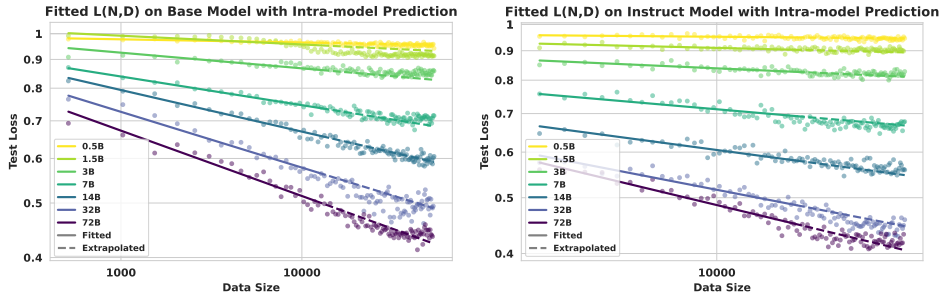 Fitted L(N,D) on Base Model with Intra-model Prediction
1
0.9
0.8
0.7
0.6
0.5
0.4
Test Loss
0.5B
1.5B
3B
7B
14B
32B
72B
Fitted
Extrapolated
1000
10000
Data Size
Fitted L(N,D) on Instruct Model with Intra-model Prediction
1
0.9
0.8
0.7
0.6
0.5
0.4
Test Loss
0.5B
1.5B
3B
7B
14B
32B
72B
Fitted
Extrapolated
10000
Data Size